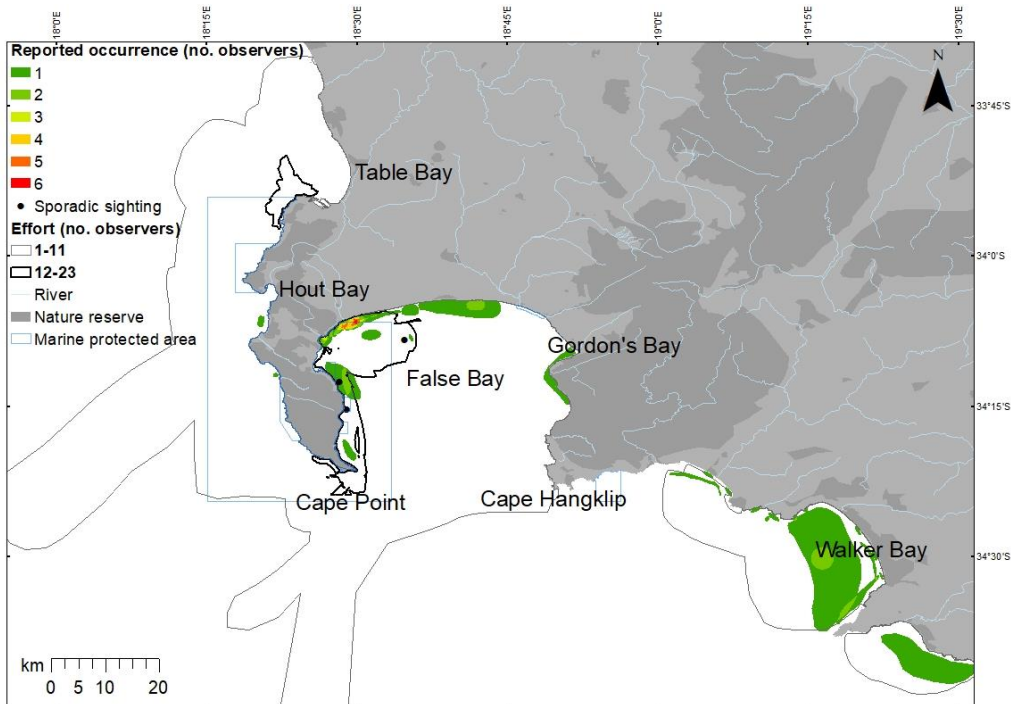 18°0'E
18°15'E
18°30'E
18°45'E
19°0'E
19°15'E
19°30'E
Reported occurrence (no. observers)
1
2
3
4
5
6
Sporadic sighting
Effort (no. observers)
1-11
12-23
River
Nature reserve
Marine protected area
N
33°45'S
Table Bay
34°0'S
Hout Bay
Gordon's Bay
False Bay
34°15'S
Cape Point
Cape Hangklip
Walker Bay
34°30'S
km
0 5 10 20